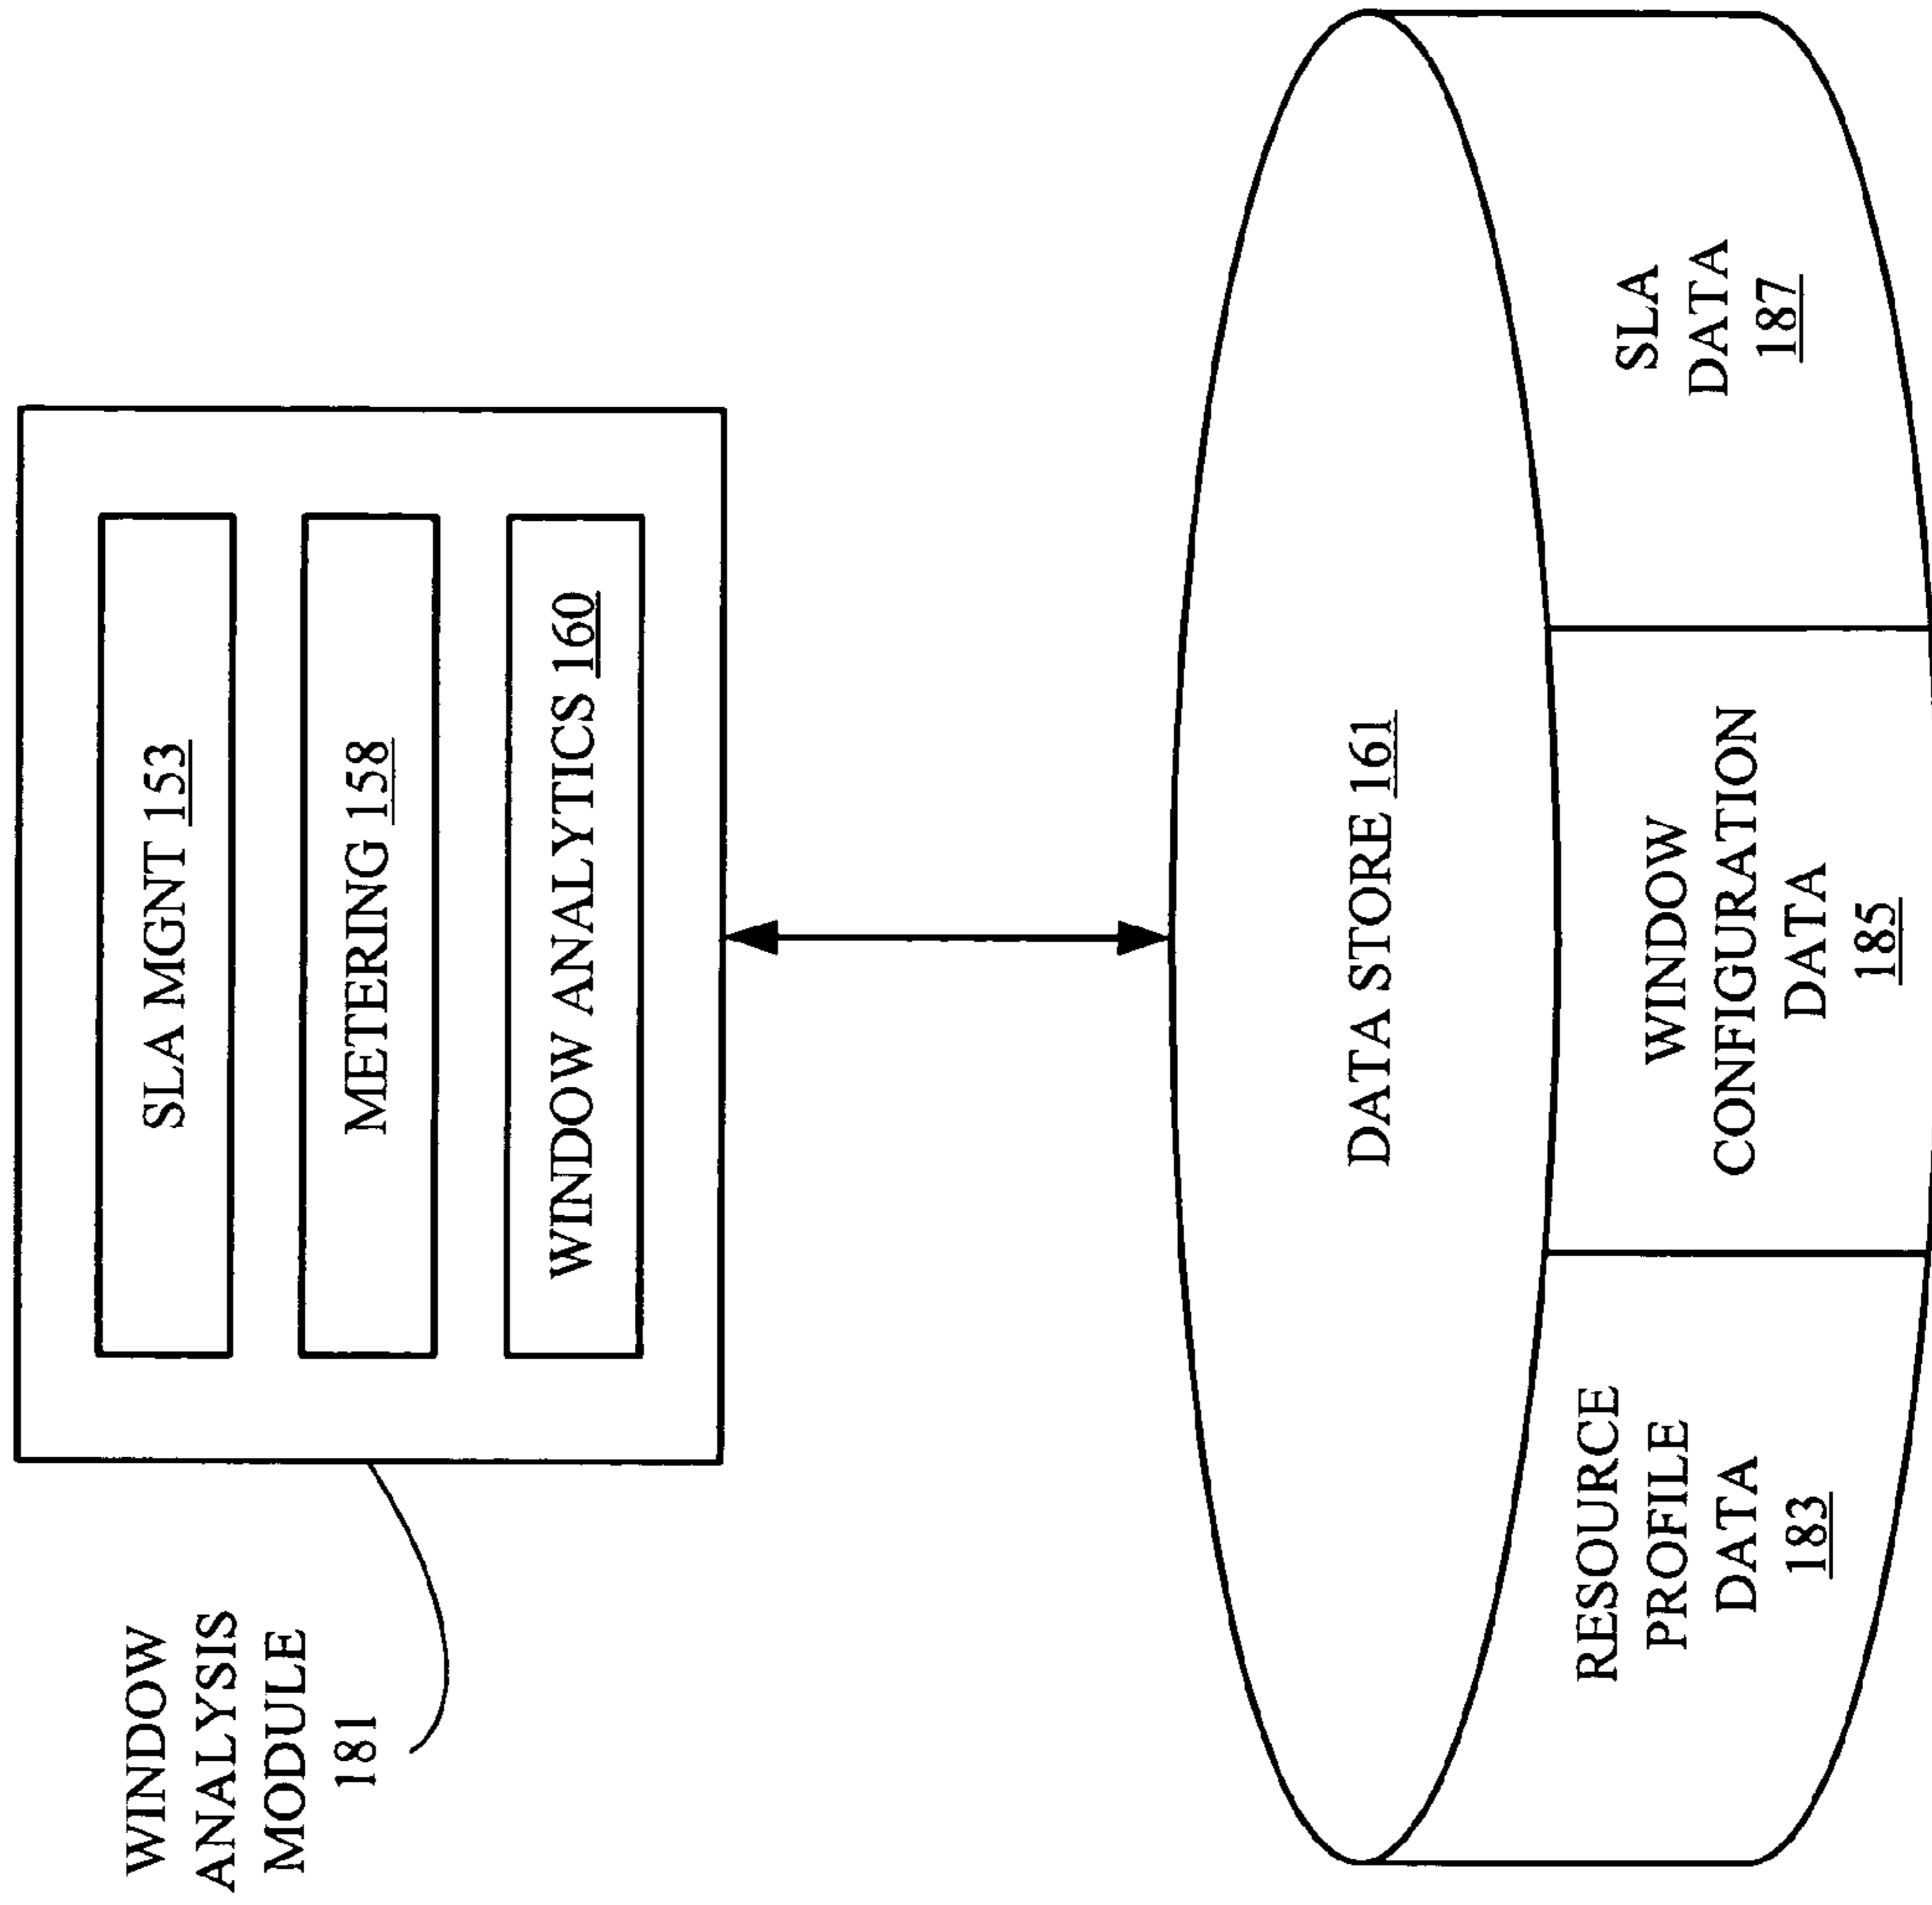 WINDOW
ANALYSIS
MODULE
181
SLA MGNT 153
METERING 158
WINDOW ANALYTICS 160
DATA STORE 161
RESOURCE
PROFILE
DATA
183
WINDOW
CONFIGURATION
DATA
185
SLA
DATA
187